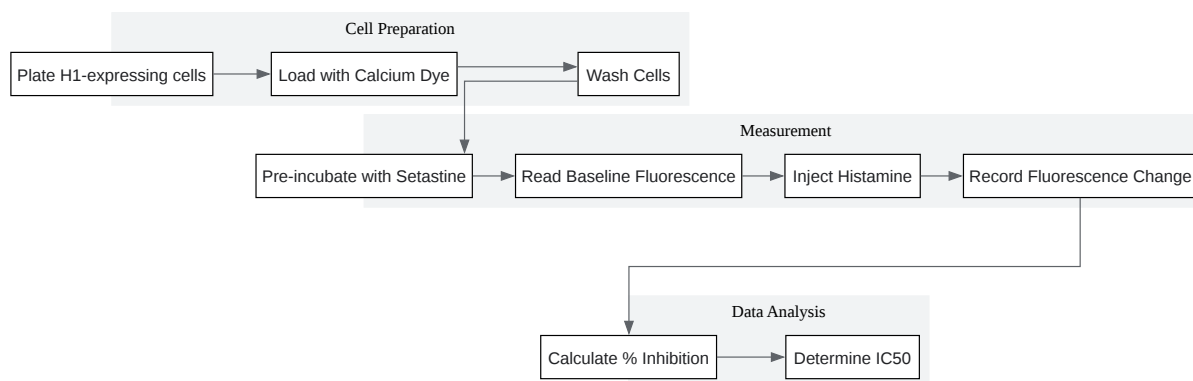 Cell Preparation
Plate H1-expressing cells
Load with Calcium Dye
Wash Cells
Measurement
Pre-incubate with Setastine
Read Baseline Fluorescence
Inject Histamine
Record Fluorescence Change
Data Analysis
Calculate % Inhibition
Determine IC50